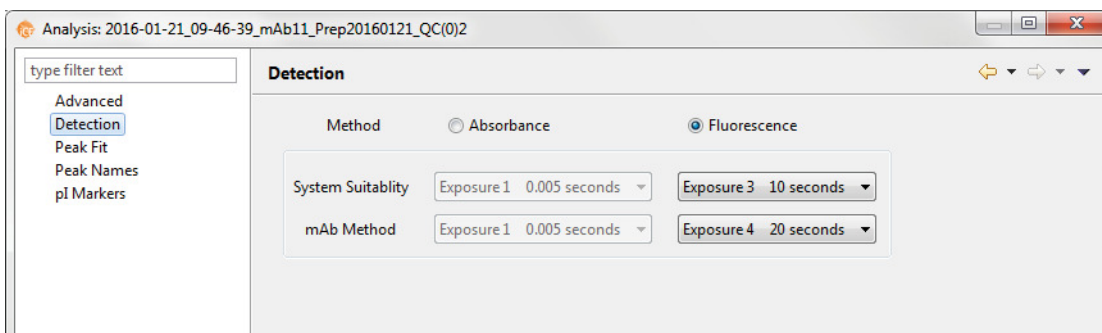 Analysis: 2016-01-21_09-46-39_mAb11_Prep20160121_QC(0)2
type filter text
Advanced
Detection
Peak Fit
Peak Names
pI Markers
Detection
Method Absorbance Fluorescence
System Suitablity Exposure 1 0.005 seconds Exposure 3 10 seconds
mAb Method Exposure 1 0.005 seconds Exposure 4 20 seconds